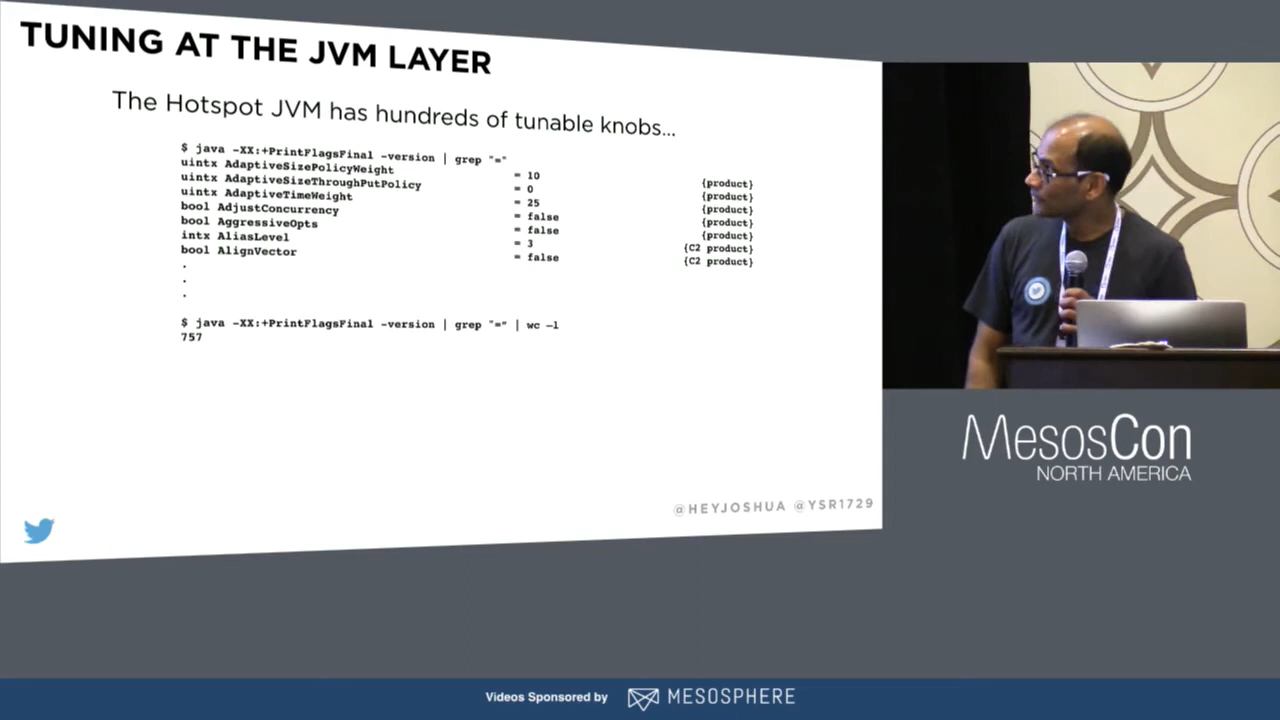 TUNING AT THE JVM LAYER
The Hotspot JVM has hundreds of tunable knobs...
$ java -XX:+PrintFlagsFinal -version | grep "="
uintx AdaptiveSizePolicyWeight = 10 {product}
uintx AdaptiveSizeThroughPutPolicy = 0 {product}
uintx AdaptiveTimeWeight = 25 {product}
bool AdjustConcurrency = false {product}
bool AggressiveOpts = false {product}
intx AliasLevel = 3 {C2 product}
bool AlignVector = false {C2 product}
.
.
.
$ java -XX:+PrintFlagsFinal -version | grep "=" | wc -l
757
@HEYJOSHUA @YSR1729
MesosCon
NORTH AMERICA
Videos Sponsored by MESOSPHERE